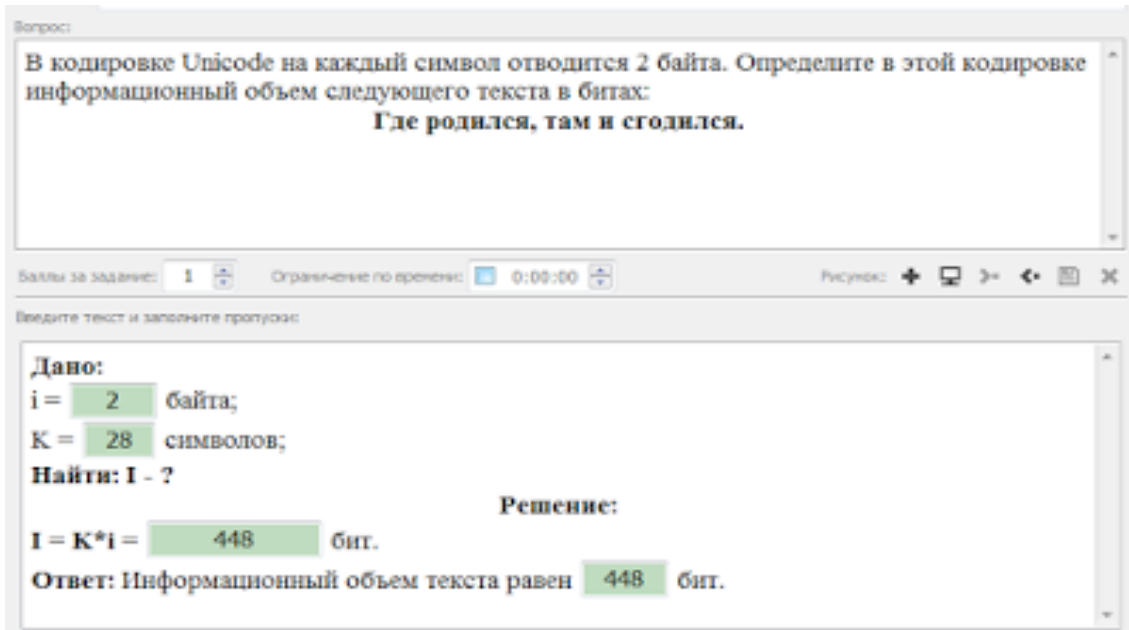 Вопрос:
В кодировке Unicode на каждый символ отводится 2 байта. Определите в этой кодировке
информационный объем следующего текста в битах:
Где родился, там и сгодился.
Баллы за задание: 1 Ограничение по времени: 0:00:00 Рисунок:
Введите текст и заполните пропуски:
Дано:
i = 2 байта;
K = 28 символов;
Найти: I - ?
Решение:
I = K*i = 448 бит.
Ответ: Информационный объем текста равен 448 бит.